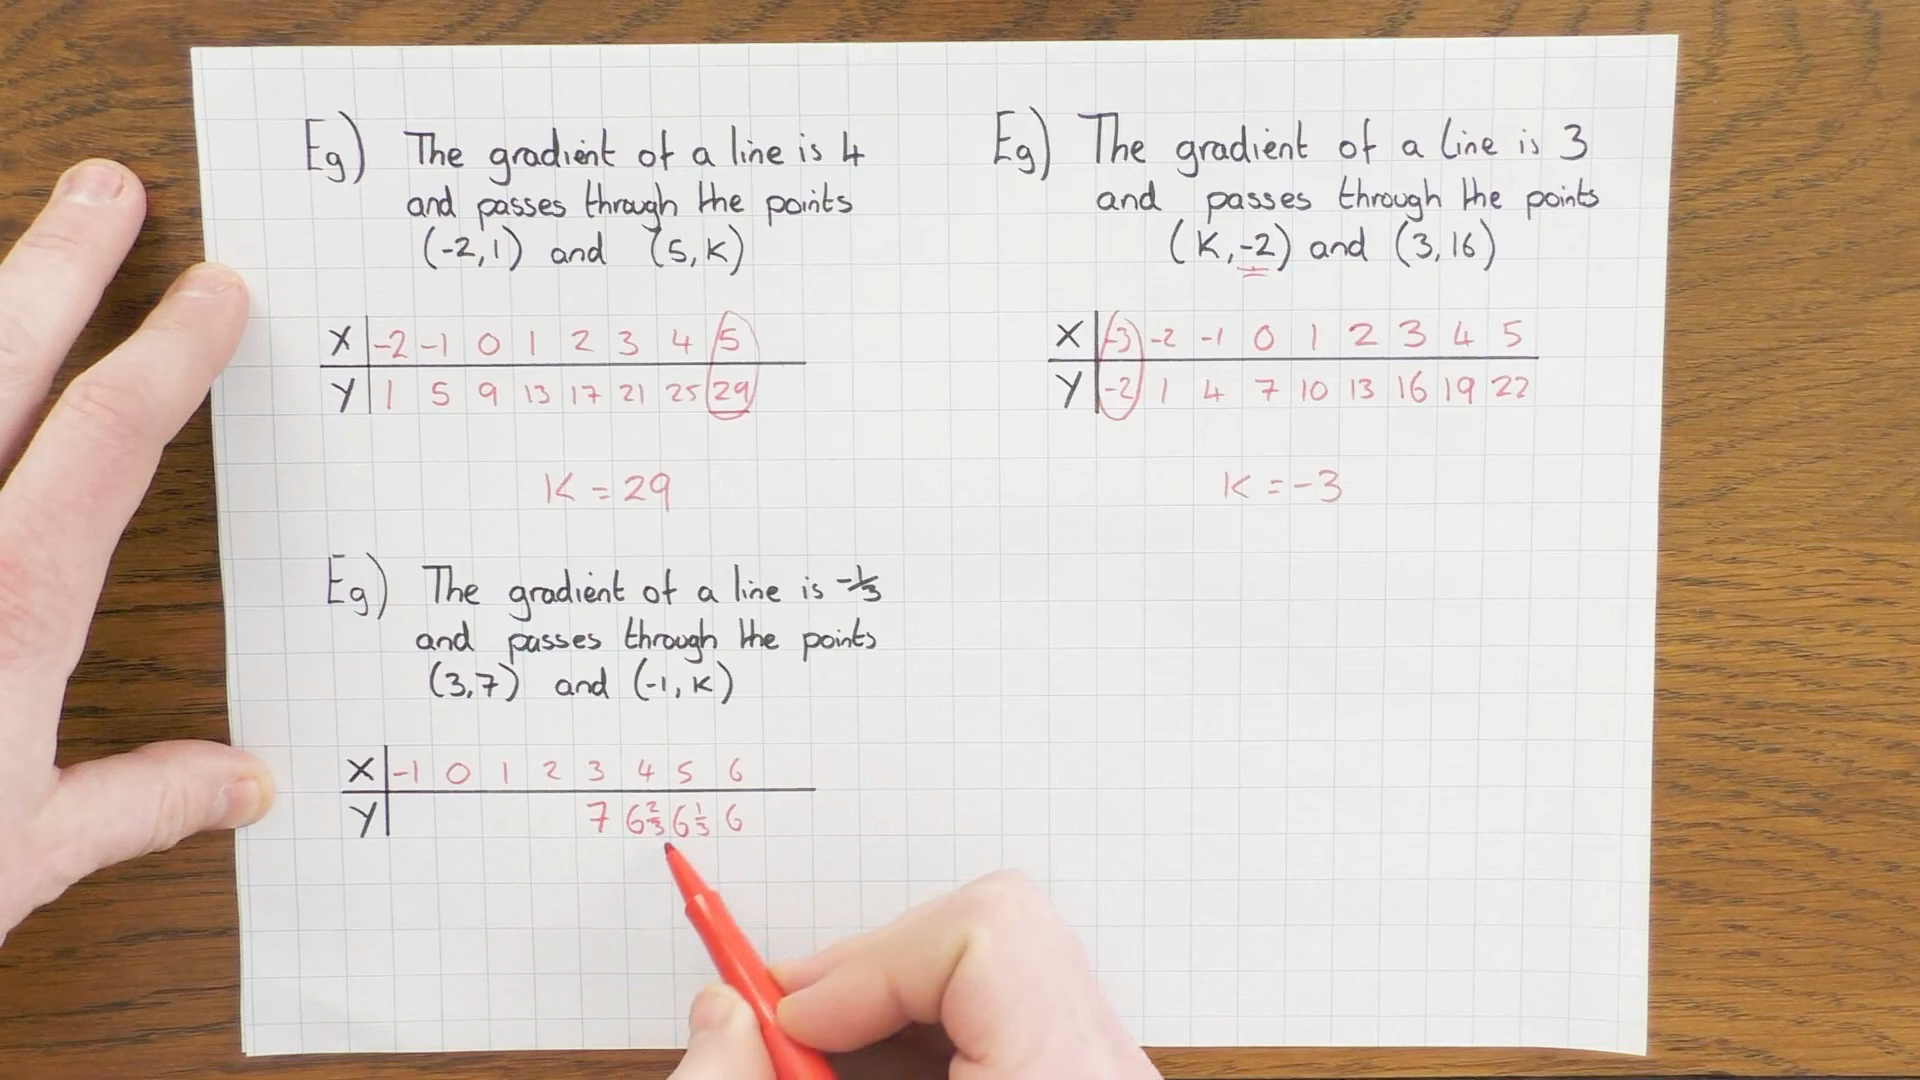 Eg) The gradient of a line is 4
and passes through the points
(-2,1) and (5,K)
X -2 -1 0 1 2 3 4 5
Y 1 5 9 13 17 21 25 29
K = 29
Eg) The gradient of a line is 3
and passes through the points
(K,-2) and (3,16)
X -3 -2 -1 0 1 2 3 4 5
Y -2 1 4 7 10 13 16 19 22
K = -3
Eg) The gradient of a line is -1/3
and passes through the points
(3,7) and (-1,K)
X -1 0 1 2 3 4 5 6
Y 7 6 2/3 6 1/3 6